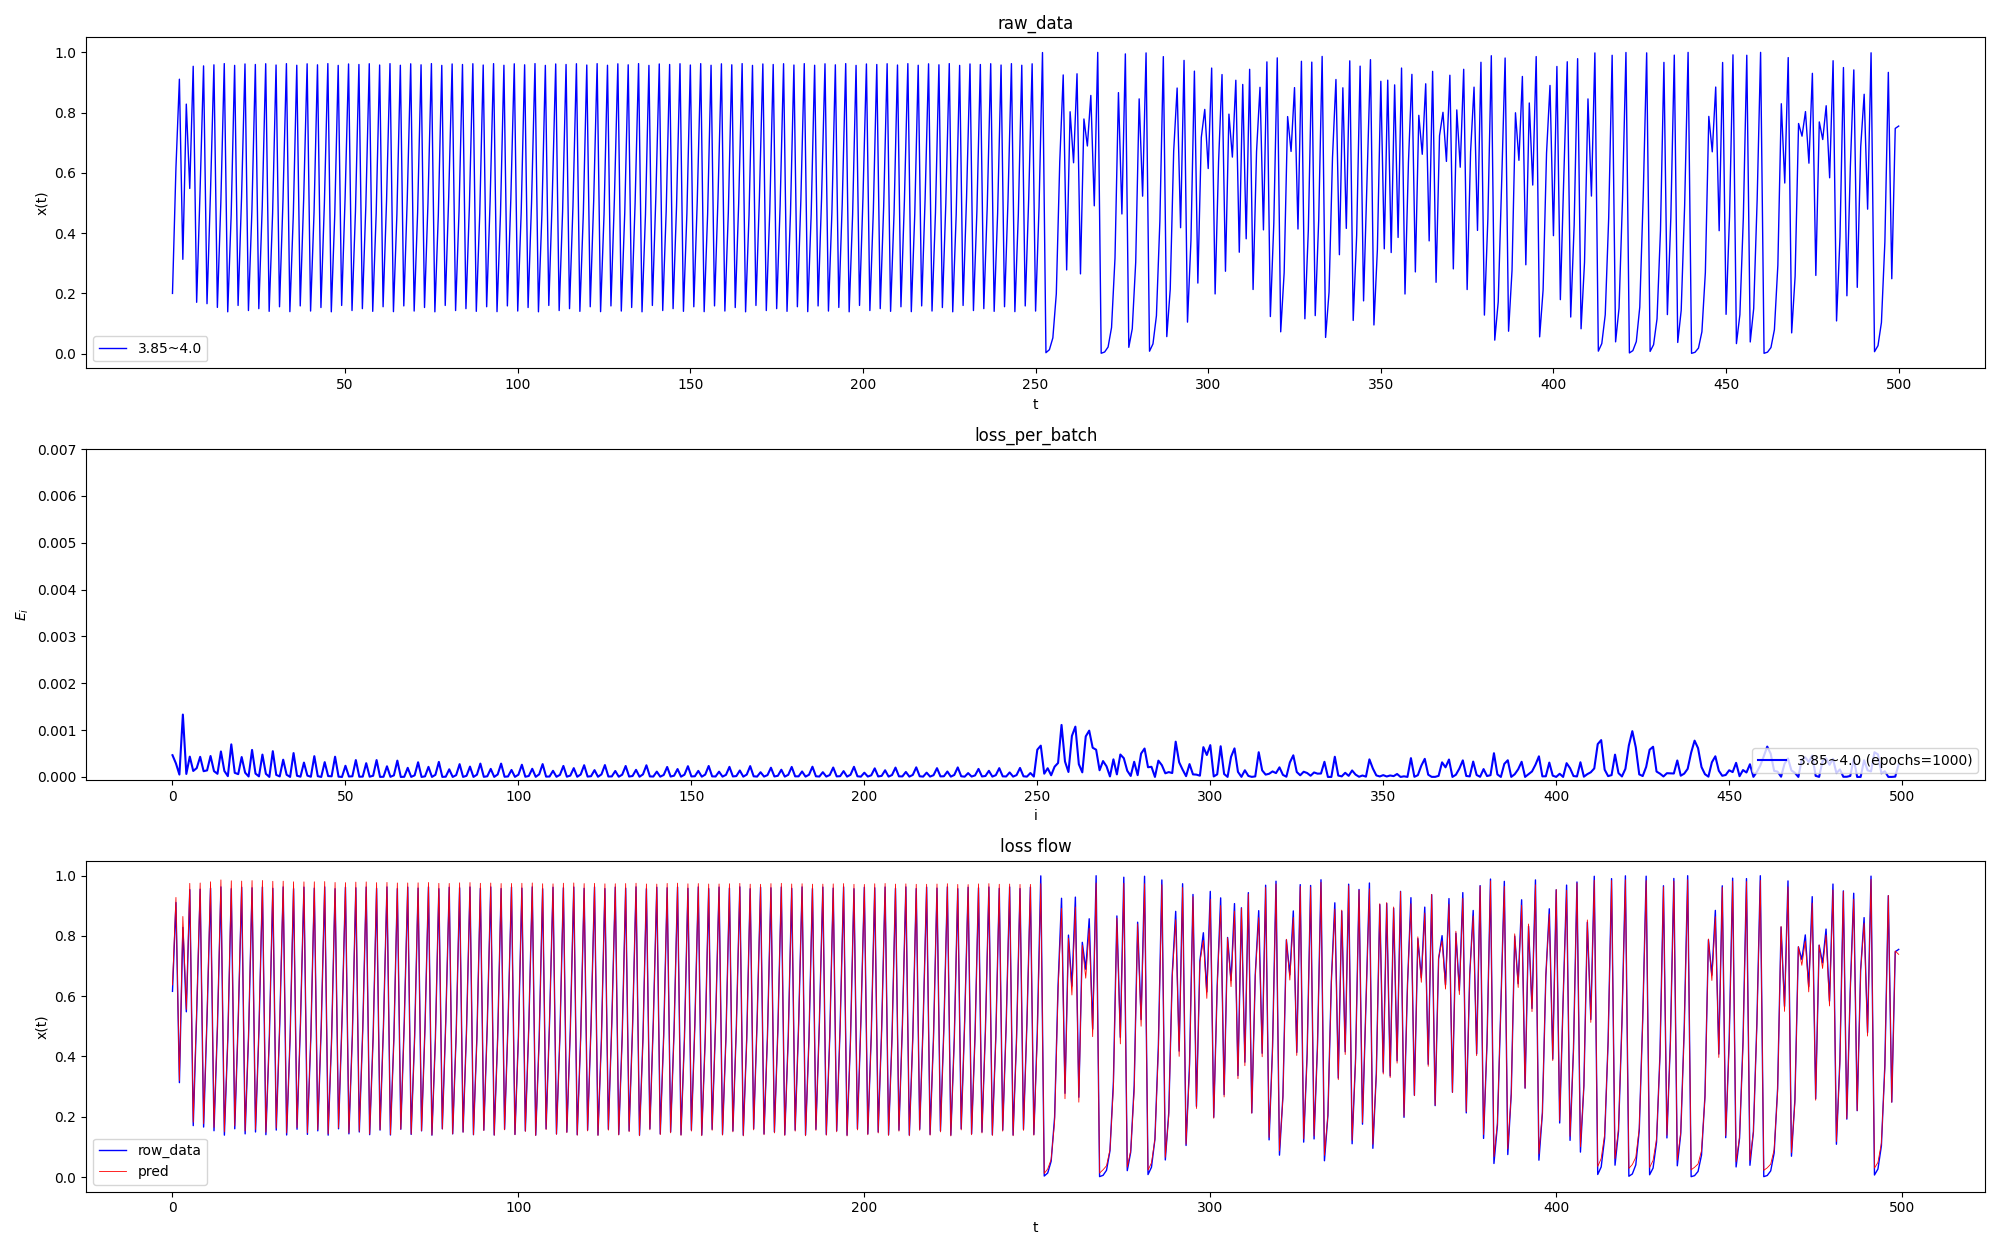 raw_data
1.0
0.8
0.6
0.4
0.2
0.0
x(t)
3.85~4.0
50 100 150 200 250 300 350 400 450 500
t
loss_per_batch
0.007
0.006
0.005
0.004
0.003
0.002
0.001
0.000
E_i
3.85~4.0 (epochs=1000)
0 50 100 150 200 250 300 350 400 450 500
i
loss flow
1.0
0.8
0.6
0.4
0.2
0.0
x(t)
row_data
pred
0 100 200 300 400 500
t